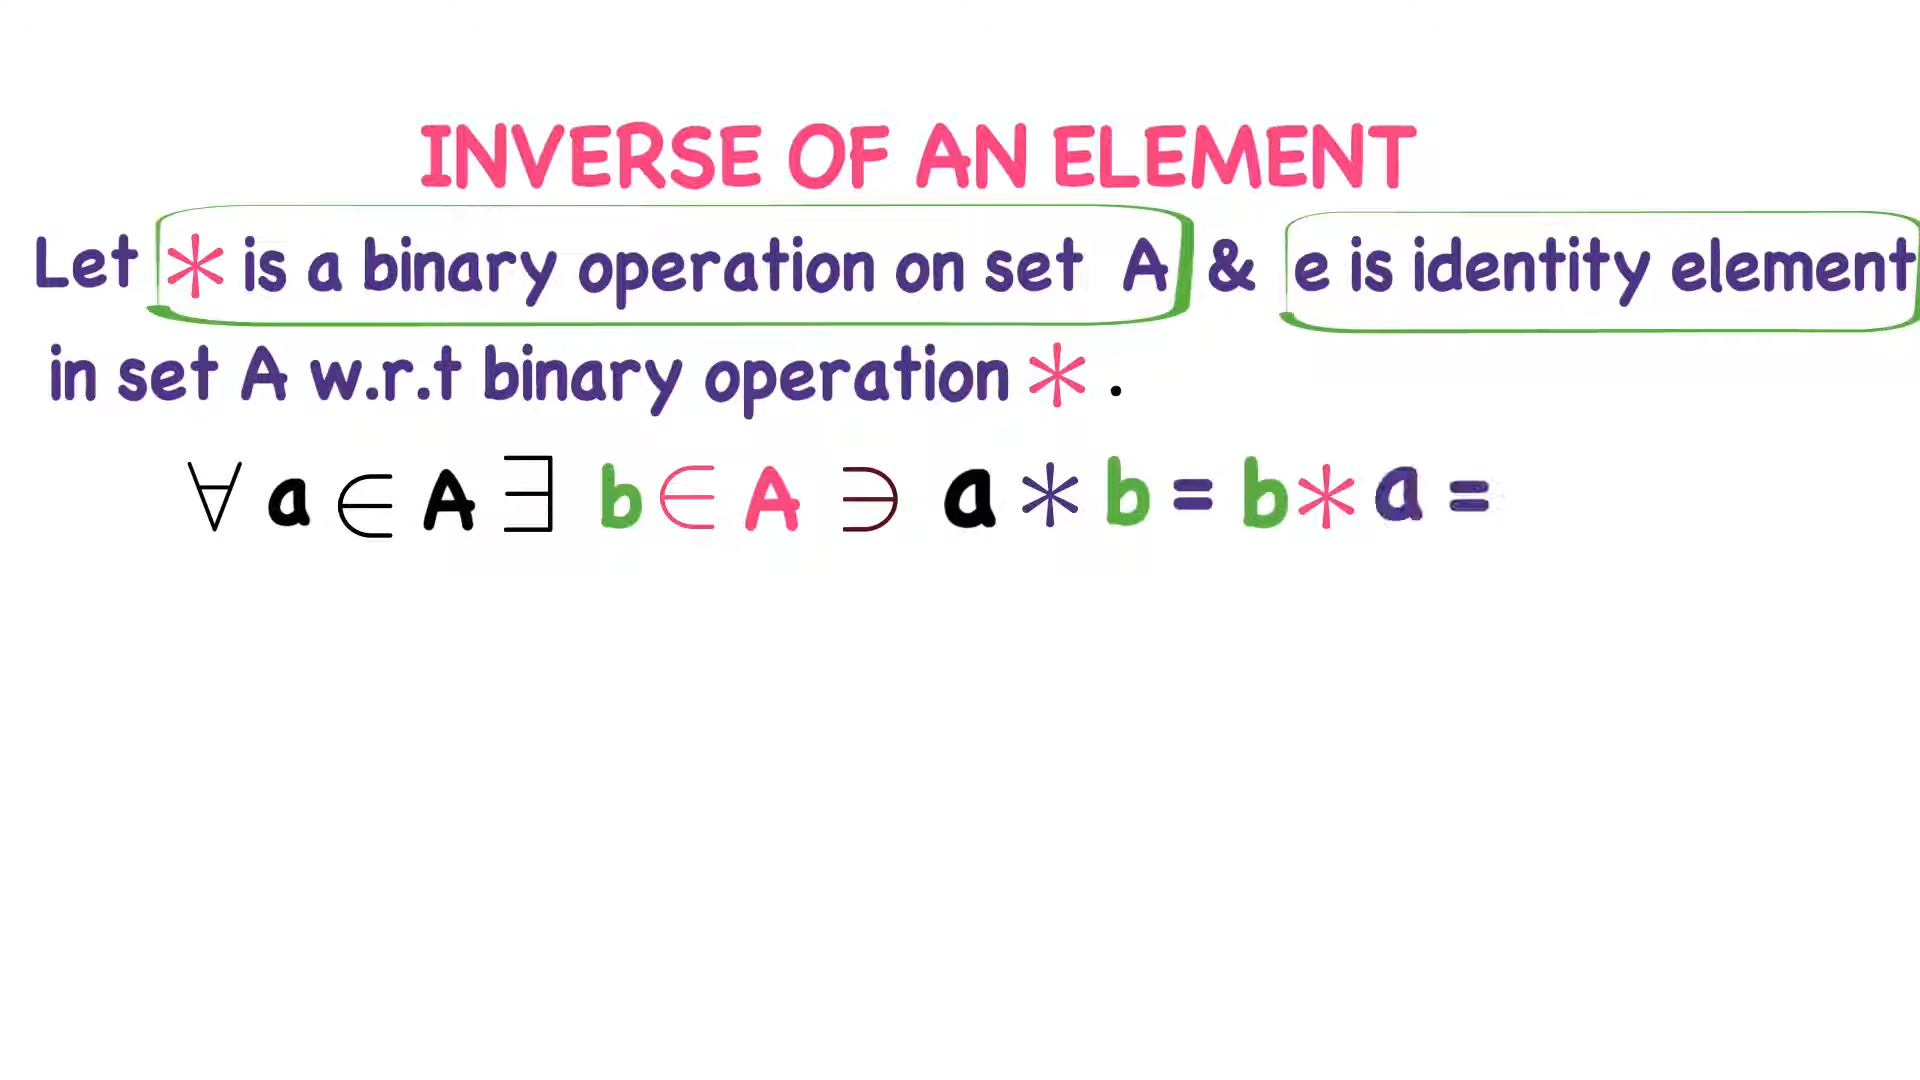 INVERSE OF AN ELEMENT
Let * is a binary operation on set A & e is identity element
in set A w.r.t binary operation * .
∀ a ∈ A ∃ b ∈ A ∋ a * b = b * a =